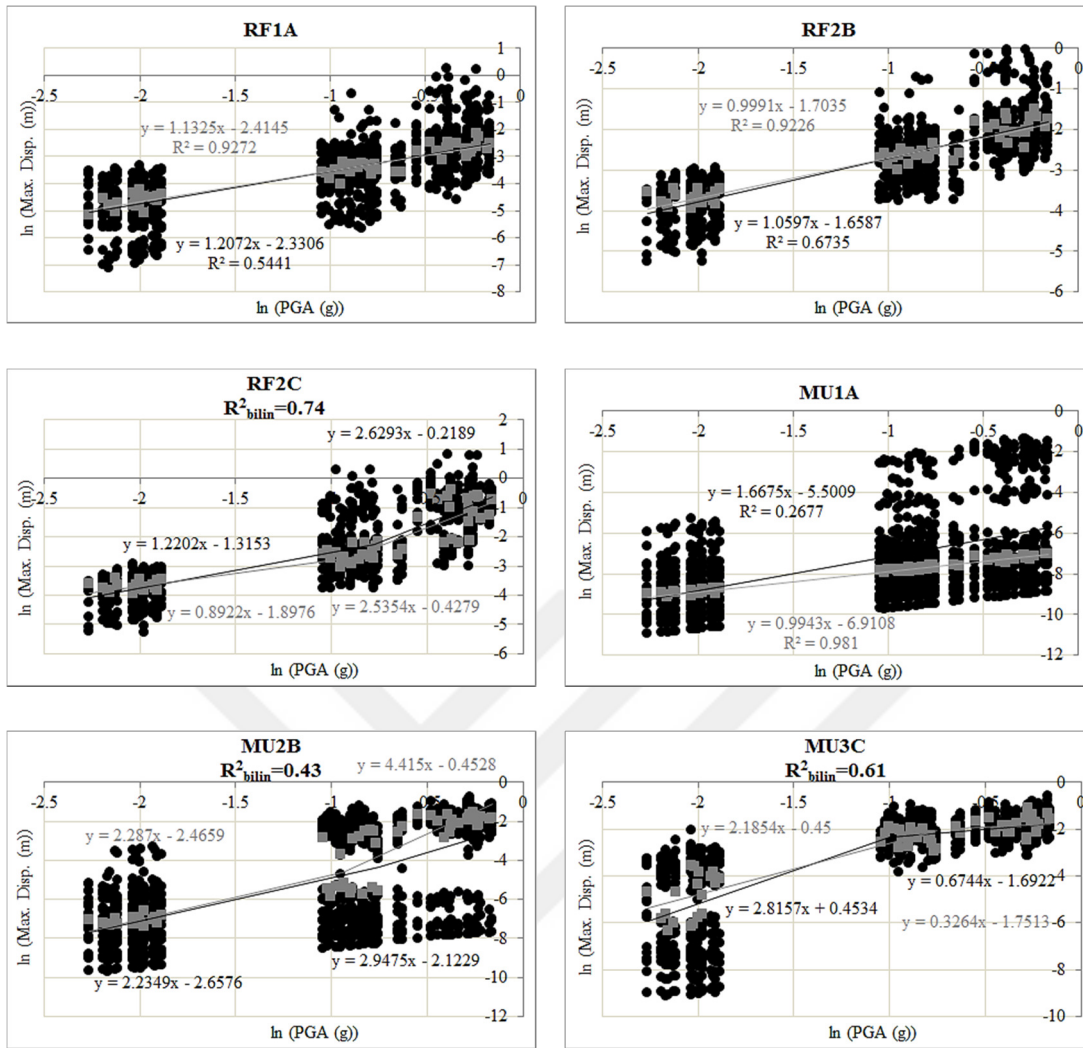 RF1A
1
0
-1
-2
-3
-4
-5
-6
-7
-8
-2.5
-2
-1.5
-1
-0.5
0
y = 1.1325x - 2.4145
R² = 0.9272
y = 1.2072x - 2.3306
R² = 0.5441
ln (Max. Disp. (m))
ln (PGA (g))
RF2B
0
-1
-2
-3
-4
-5
-6
-2.5
-2
-1.5
-1
-0.5
0
y = 0.9991x - 1.7035
R² = 0.9226
y = 1.0597x - 1.6587
R² = 0.6735
ln (Max. Disp. (m))
ln (PGA (g))
RF2C
R²bilin=0.74
2
1
0
-1
-2
-3
-4
-5
-6
-2.5
-2
-1.5
-1
-0.5
0
y = 2.6293x - 0.2189
y = 1.2202x - 1.3153
y = 0.8922x - 1.8976
y = 2.5354x - 0.4279
ln (Max. Disp. (m))
ln (PGA (g))
MU1A
0
-2
-4
-6
-8
-10
-12
-2.5
-2
-1.5
-1
-0.5
0
y = 1.6675x - 5.5009
R² = 0.2677
y = 0.9943x - 6.9108
R² = 0.981
ln (Max. Disp. (m))
ln (PGA (g))
MU2B
R²bilin=0.43
y = 4.415x - 0.4528
0
-2
-4
-6
-8
-10
-12
-2.5
-2
-1.5
-1
-0.5
0
y = 2.287x - 2.4659
y = 2.2349x - 2.6576
y = 2.9475x - 2.1229
ln (Max. Disp. (m))
ln (PGA (g))
MU3C
R²bilin=0.61
0
-2
-4
-6
-8
-10
-2.5
-2
-1.5
-1
-0.5
0
y = 2.1854x - 0.45
y = 0.6744x - 1.6922
y = 2.8157x + 0.4534
y = 0.3264x - 1.7513
ln (Max. Disp. (m))
ln (PGA (g))